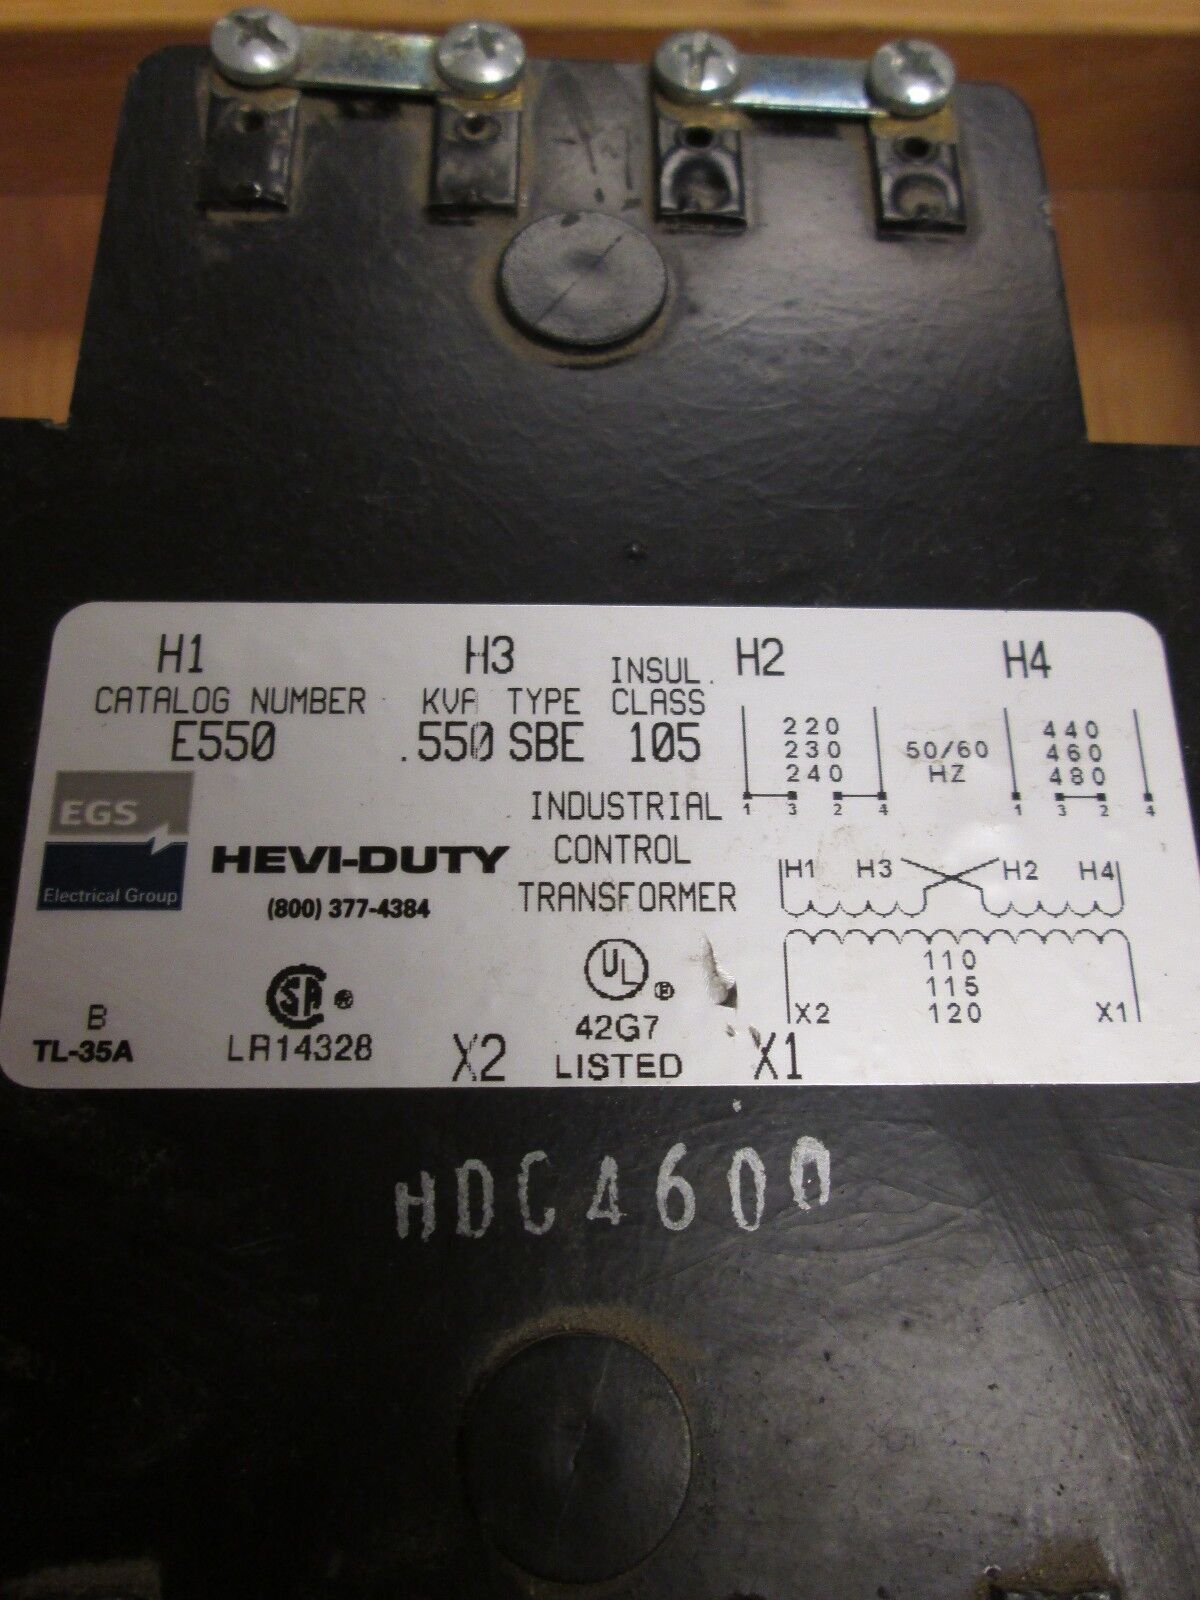 H1 H3 H2 H4
CATALOG NUMBER KVA TYPE INSUL. CLASS
E550 .550 SBE 105
220
230
240
50/60
HZ
440
460
480
1 3 2 4
1 3 2 4
EGS
Electrical Group
HEVI-DUTY
(800) 377-4384
INDUSTRIAL
CONTROL
TRANSFORMER
H1 H3 H2 H4
110
115
120
X2 X1
B
TL-35A
SA ®
LR14328
UL ®
42G7
LISTED
X2 X1
HDC4600